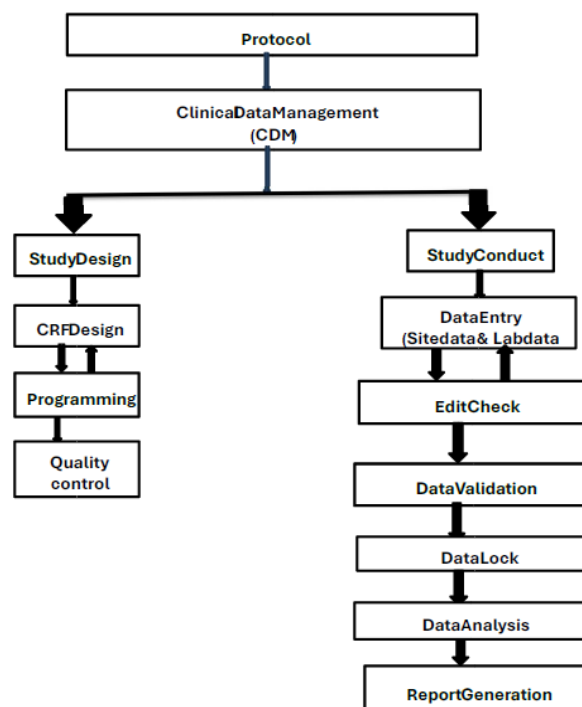 Protocol
ClinicaDataManagement
(CDM)
StudyDesign
CRFDesign
Programming
Quality
control
StudyConduct
DataEntry
(Sitedata& Labdata
EditCheck
DataValidation
DataLock
DataAnalysis
ReportGeneration